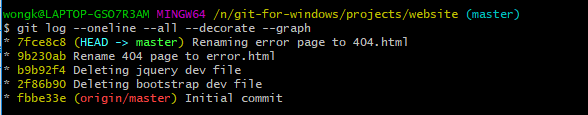 wongk@LAPTOP-GSO7R3AM MINGW64 /n/git-for-windows/projects/website (master)
$ git log --oneline --all --decorate --graph
* 7fce8c8 (HEAD -> master) Renaming error page to 404.html
* 9b230ab Rename 404 page to error.html
* b9b92f4 Deleting jquery dev file
* 2f86b90 Deleting bootstrap dev file
* fbbe33e (origin/master) Initial commit